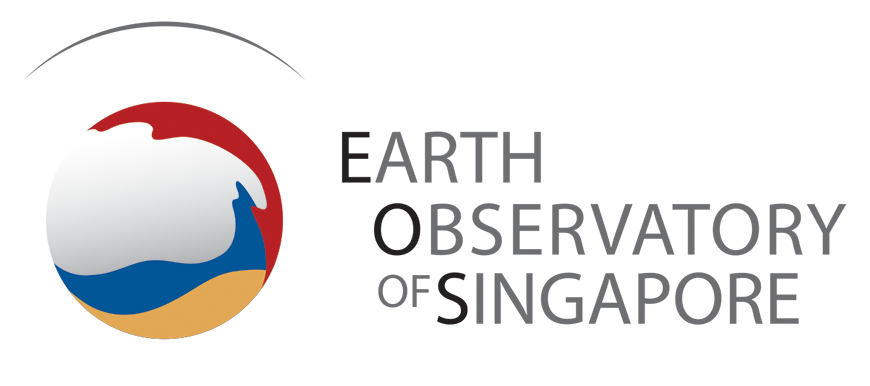 EARTH
OBSERVATORY
OF SINGAPORE